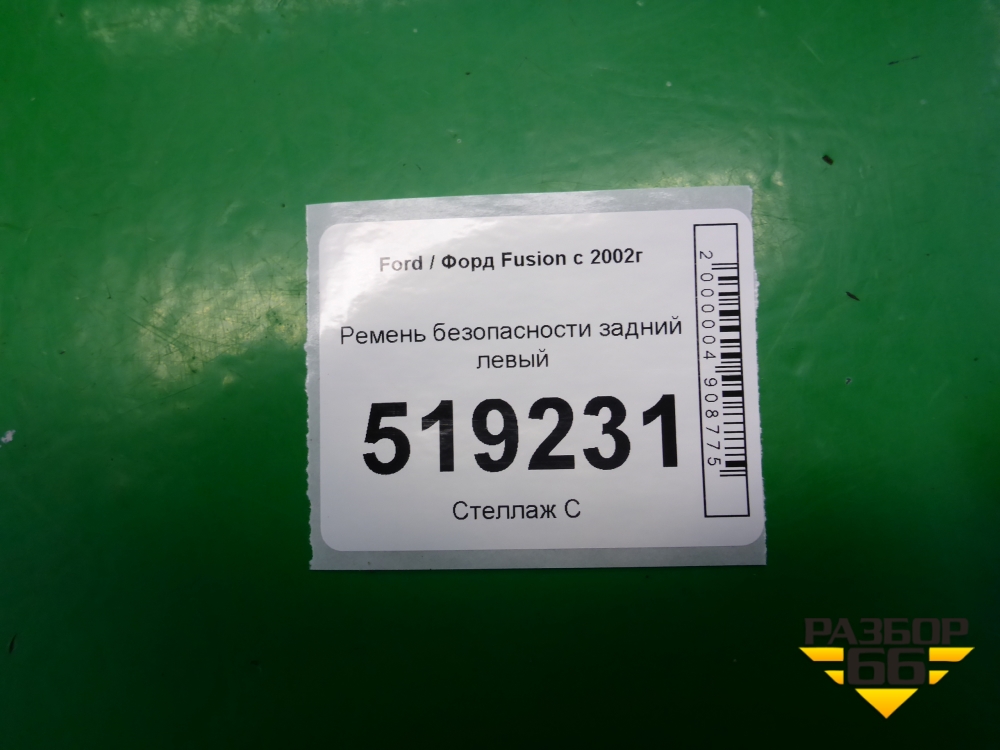 Ford / Форд Fusion с 2002г
Ремень безопасности задний
левый
519231
Стеллаж С
2000004908775
РАЗБОР
66